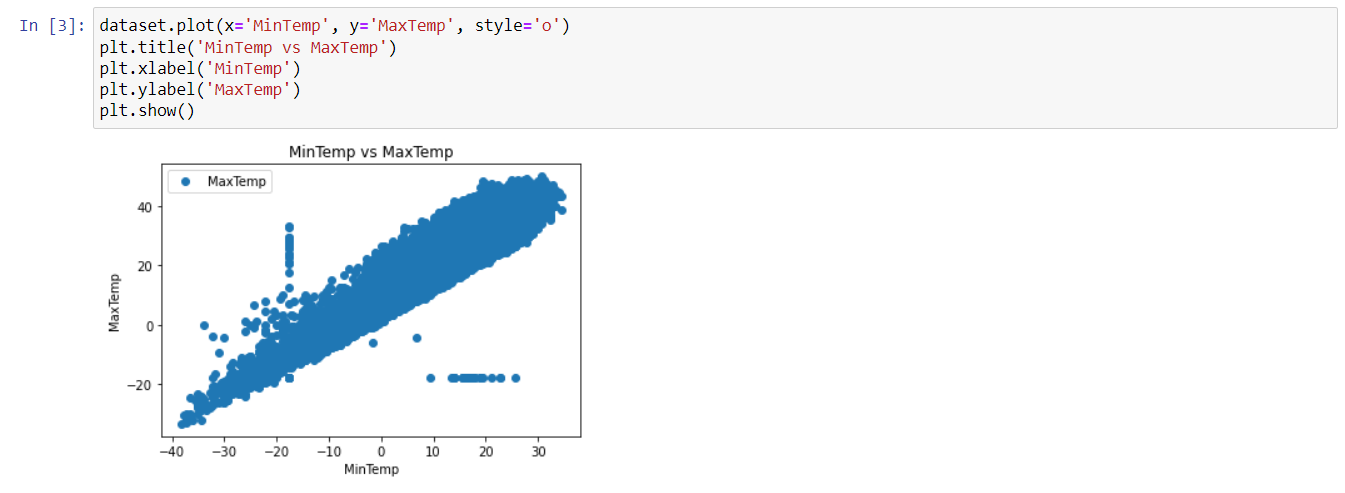 In [3]: dataset.plot(x='MinTemp', y='MaxTemp', style='o')
plt.title('MinTemp vs MaxTemp')
plt.xlabel('MinTemp')
plt.ylabel('MaxTemp')
plt.show()
MinTemp vs MaxTemp
MaxTemp
40
20
0
−20
MaxTemp
−40 −30 −20 −10 0 10 20 30
MinTemp